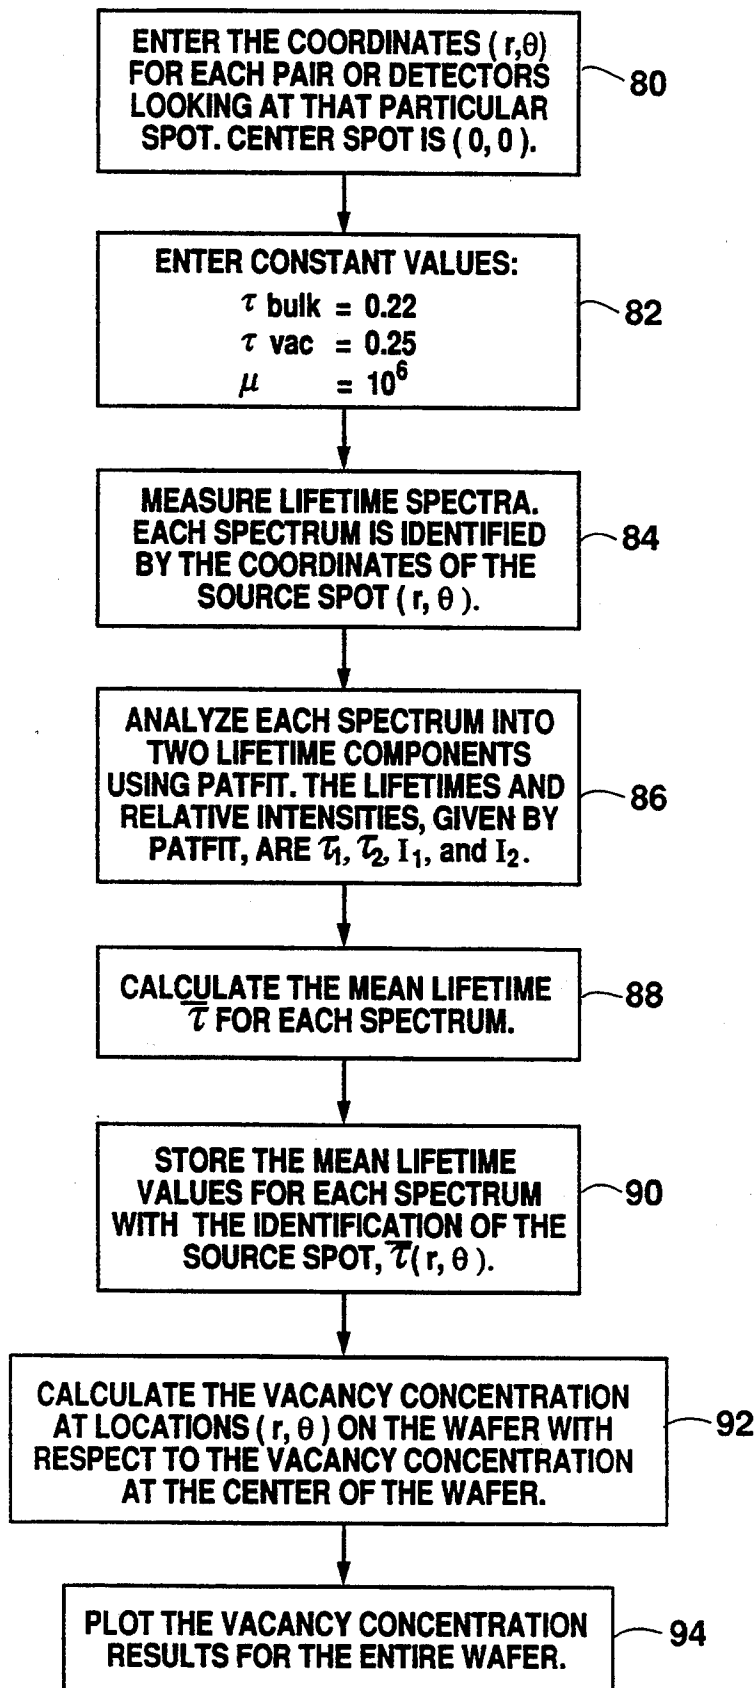 ENTER THE COORDINATES (r,θ)
FOR EACH PAIR OR DETECTORS
LOOKING AT THAT PARTICULAR
SPOT. CENTER SPOT IS (0,0).
80
ENTER CONSTANT VALUES:
τ bulk = 0.22
τ vac = 0.25
μ = 10⁶
82
MEASURE LIFETIME SPECTRA.
EACH SPECTRUM IS IDENTIFIED
BY THE COORDINATES OF THE
SOURCE SPOT (r, θ).
84
ANALYZE EACH SPECTRUM INTO
TWO LIFETIME COMPONENTS
USING PATFIT. THE LIFETIMES AND
RELATIVE INTENSITIES, GIVEN BY
PATFIT, ARE τ₁, τ₂, I₁, and I₂.
86
CALCULATE THE MEAN LIFETIME
τ̅ FOR EACH SPECTRUM.
88
STORE THE MEAN LIFETIME
VALUES FOR EACH SPECTRUM
WITH THE IDENTIFICATION OF THE
SOURCE SPOT, τ̅(r, θ).
90
CALCULATE THE VACANCY CONCENTRATION
AT LOCATIONS (r, θ) ON THE WAFER WITH
RESPECT TO THE VACANCY CONCENTRATION
AT THE CENTER OF THE WAFER.
92
PLOT THE VACANCY CONCENTRATION
RESULTS FOR THE ENTIRE WAFER.
94